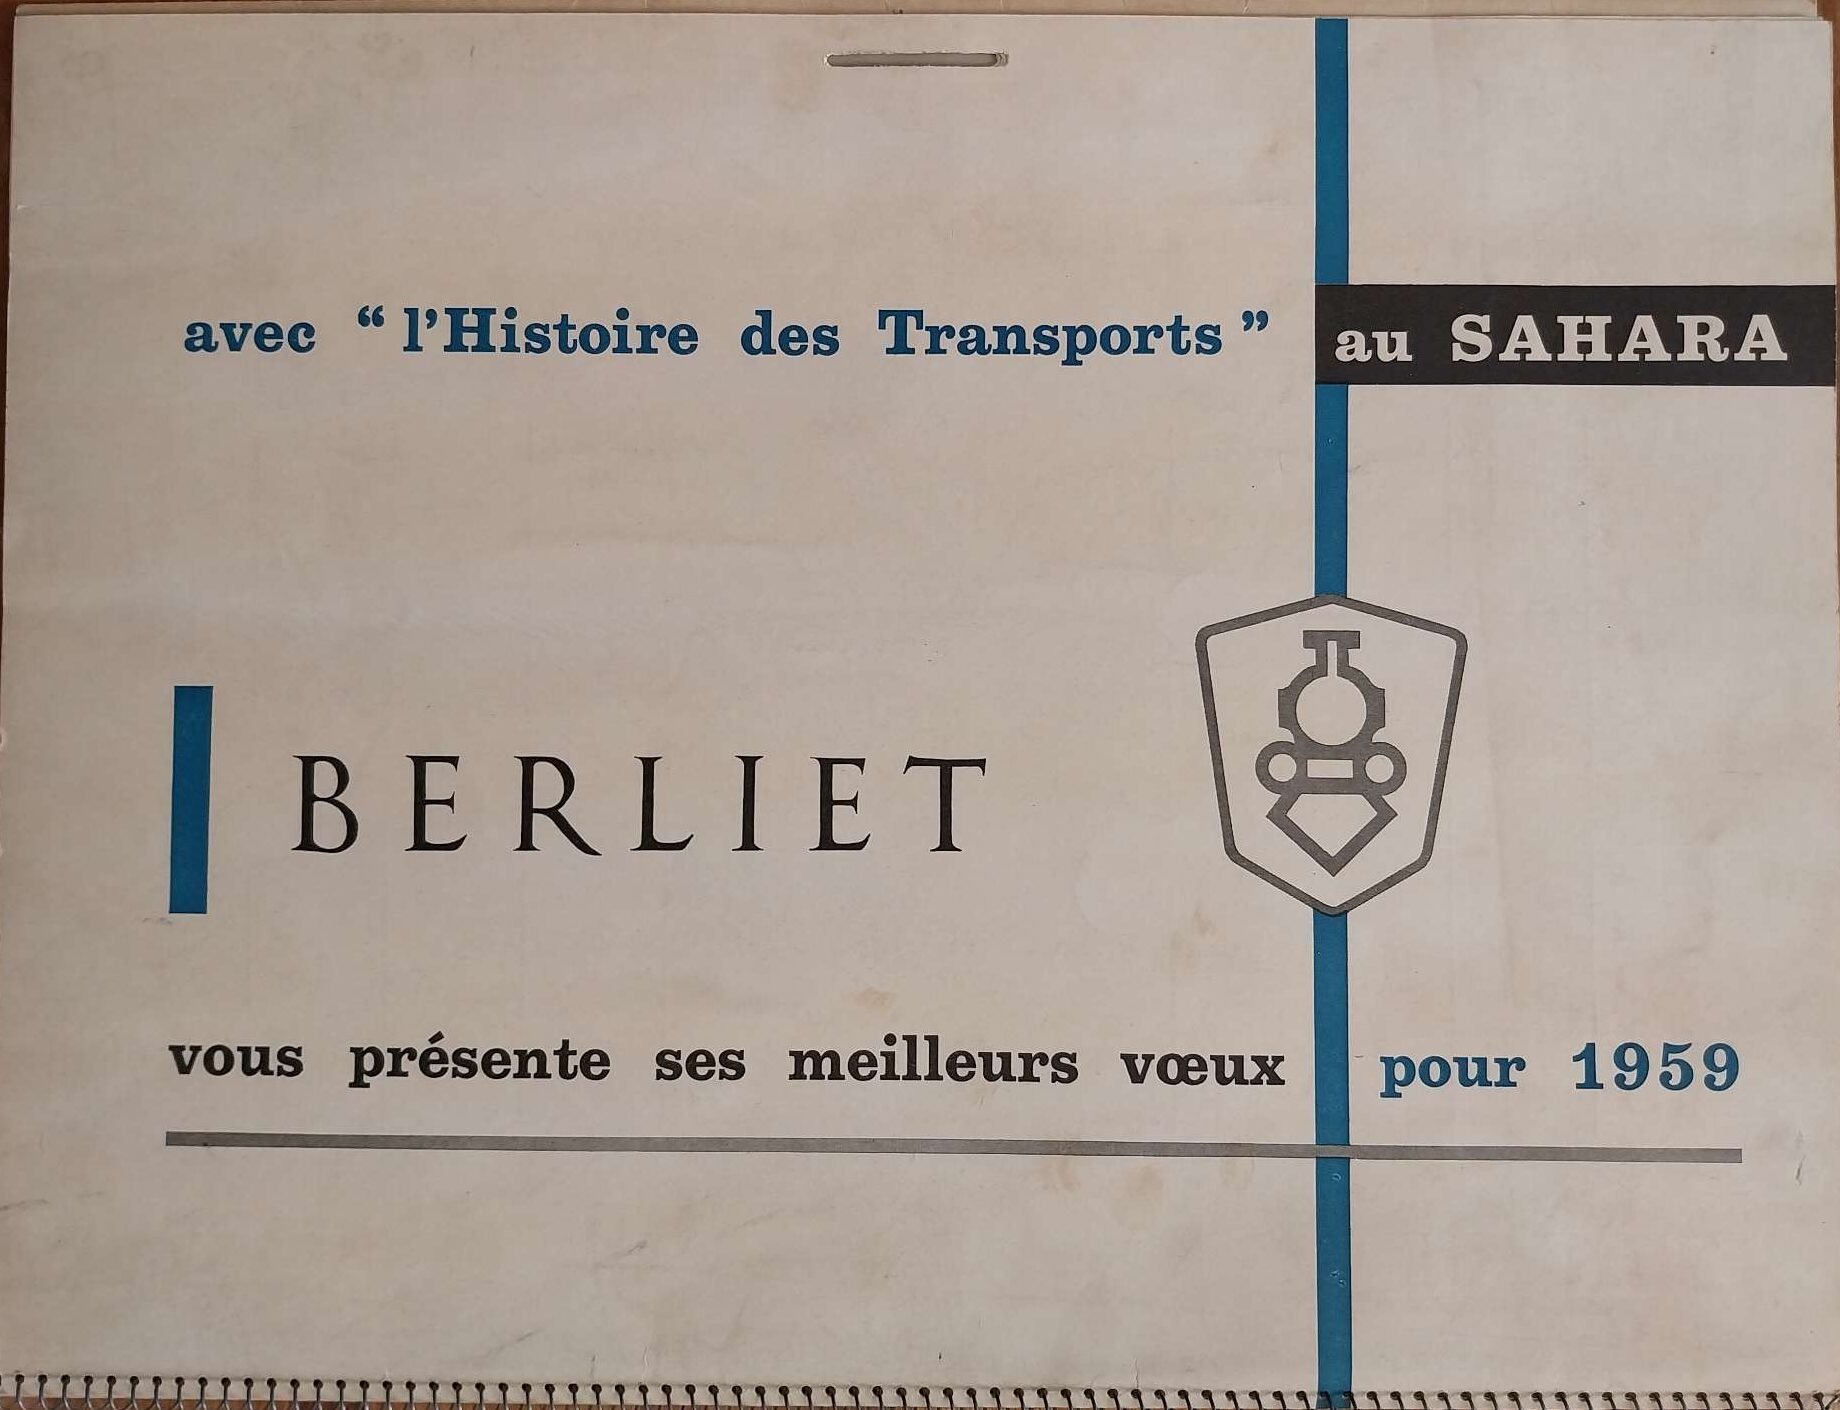 avec “ l’Histoire des Transports ” au SAHARA
BERLIET
vous présente ses meilleurs vœux pour 1959